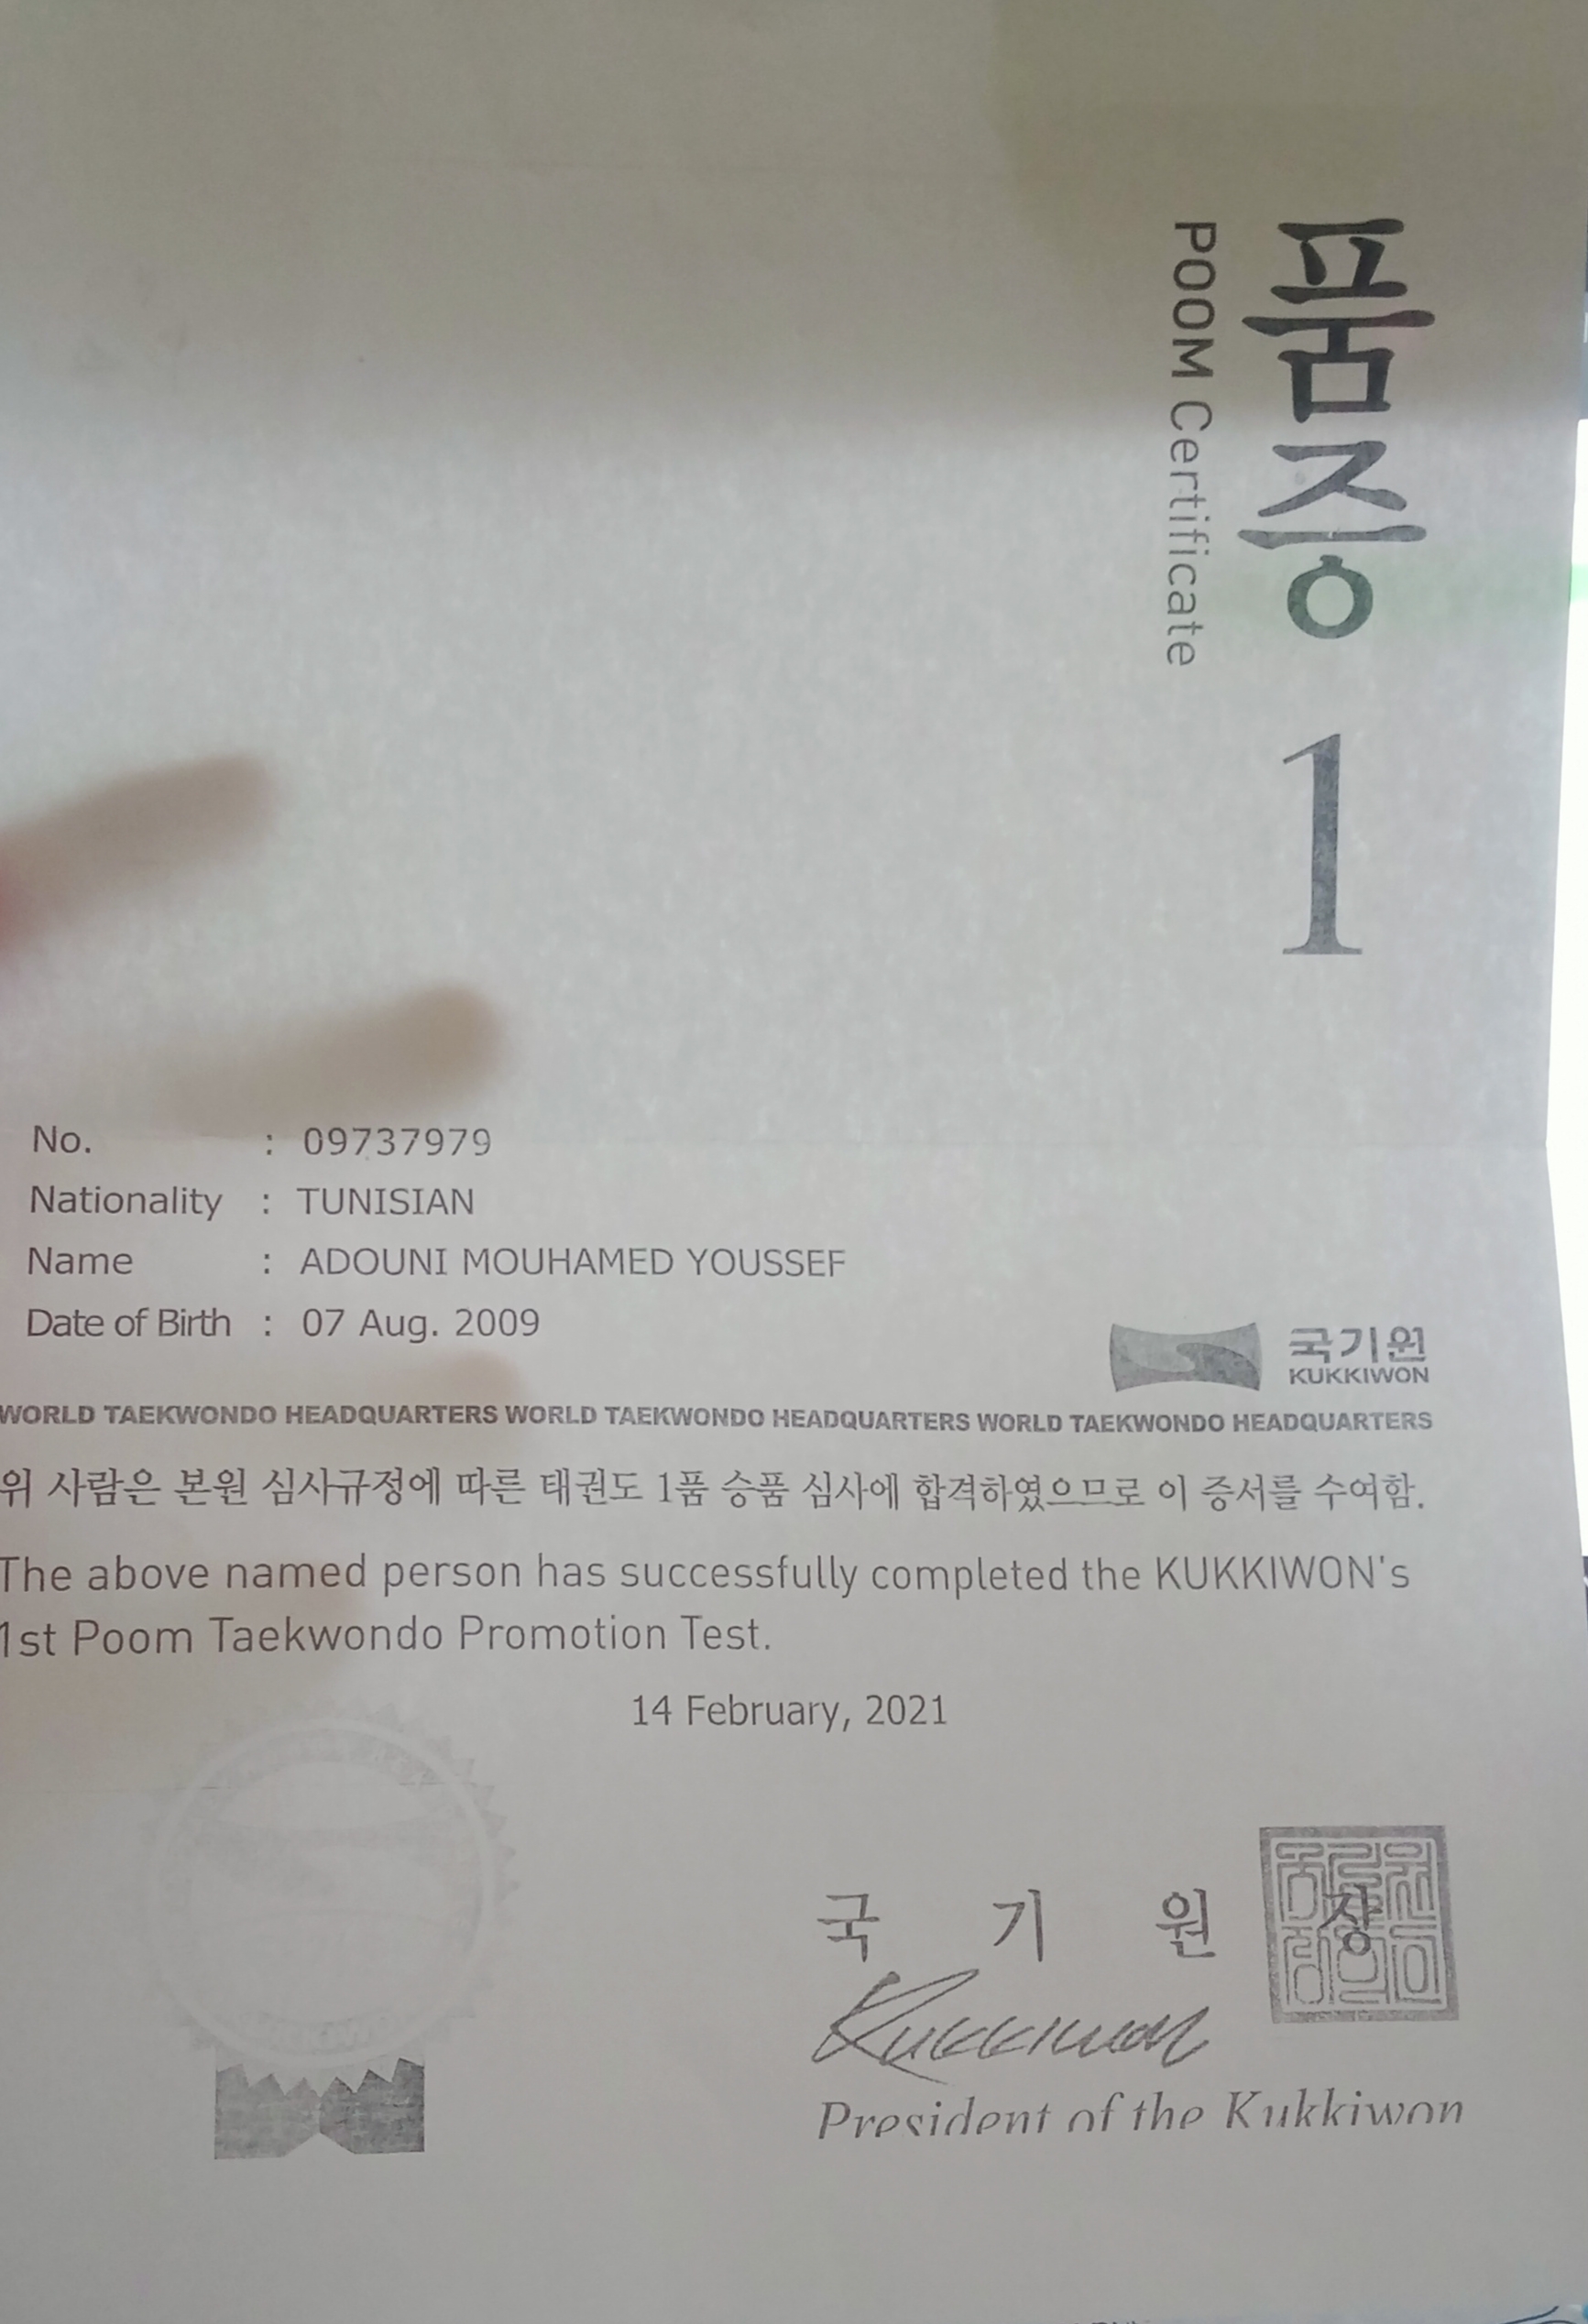 품증
POOM Certificate
1
No. : 09737979
Nationality : TUNISIAN
Name : ADOUNI MOUHAMED YOUSSEF
Date of Birth : 07 Aug. 2009
국기원
KUKKIWON
WORLD TAEKWONDO HEADQUARTERS WORLD TAEKWONDO HEADQUARTERS WORLD TAEKWONDO HEADQUARTERS
위 사람은 본원 심사규정에 따른 태권도 1품 승품 심사에 합격하였으므로 이 증서를 수여함.
The above named person has successfully completed the KUKKIWON's
1st Poom Taekwondo Promotion Test.
14 February, 2021
국 기 원 장
Kukkiwon
President of the Kukkiwon